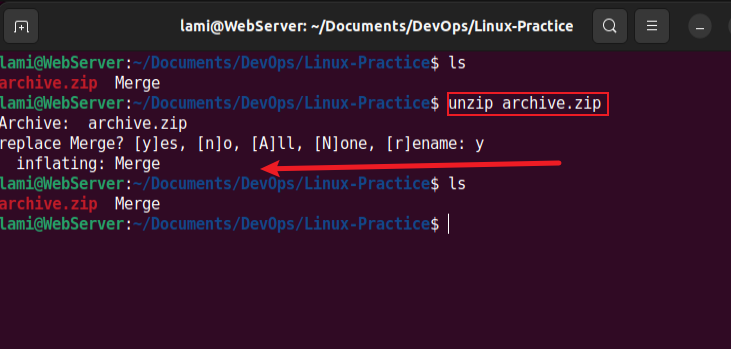 lami@WebServer: ~/Documents/DevOps/Linux-Practice
lami@WebServer:~/Documents/DevOps/Linux-Practice$ ls
archive.zip  Merge
lami@WebServer:~/Documents/DevOps/Linux-Practice$ unzip archive.zip
Archive:  archive.zip
replace Merge? [y]es, [n]o, [A]ll, [N]one, [r]ename: y
  inflating: Merge
lami@WebServer:~/Documents/DevOps/Linux-Practice$ ls
archive.zip  Merge
lami@WebServer:~/Documents/DevOps/Linux-Practice$